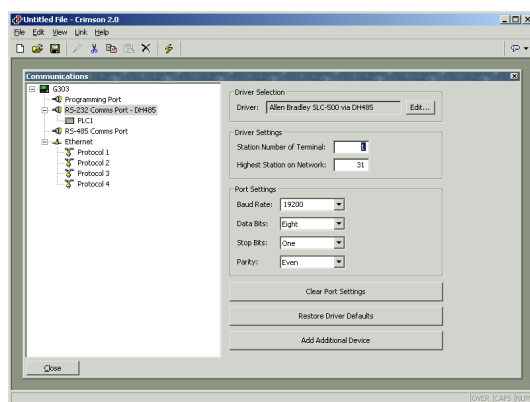 Untitled File - Crimson 2.0
File Edit View Link Help
Communications
G303
Programming Port
RS-232 Comms Port - DH485
PLC1
RS-485 Comms Port
Ethernet
Protocol 1
Protocol 2
Protocol 3
Protocol 4
Driver Selection
Driver: Allen Bradley SLC-500 via DH485 Edit...
Driver Settings
Station Number of Terminal: 1
Highest Station on Network: 31
Port Settings
Baud Rate: 19200
Data Bits: Eight
Stop Bits: One
Parity: Even
Clear Port Settings
Restore Driver Defaults
Add Additional Device
Close
OVER CAPS NUM